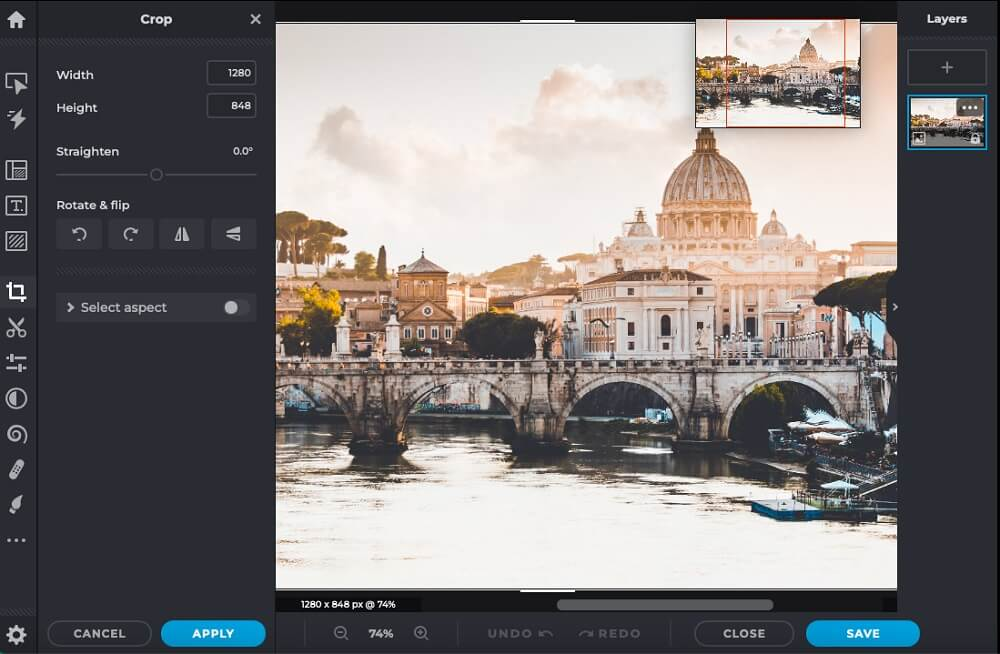 Crop
Width 1280
Height 848
Straighten 0.0°
Rotate & flip
Select aspect
CANCEL APPLY
1280 x 848 px @ 74%
74% UNDO REDO CLOSE SAVE
Layers